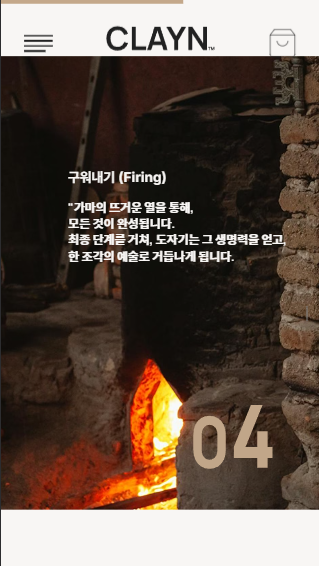 CLAYN™
구워내기 (Firing)
"가마의 뜨거운 열을 통해,
모든 것이 완성됩니다.
최종 단계를 거쳐, 도자기는 그 생명력을 얻고,
한 조각의 예술로 거듭나게 됩니다.
04